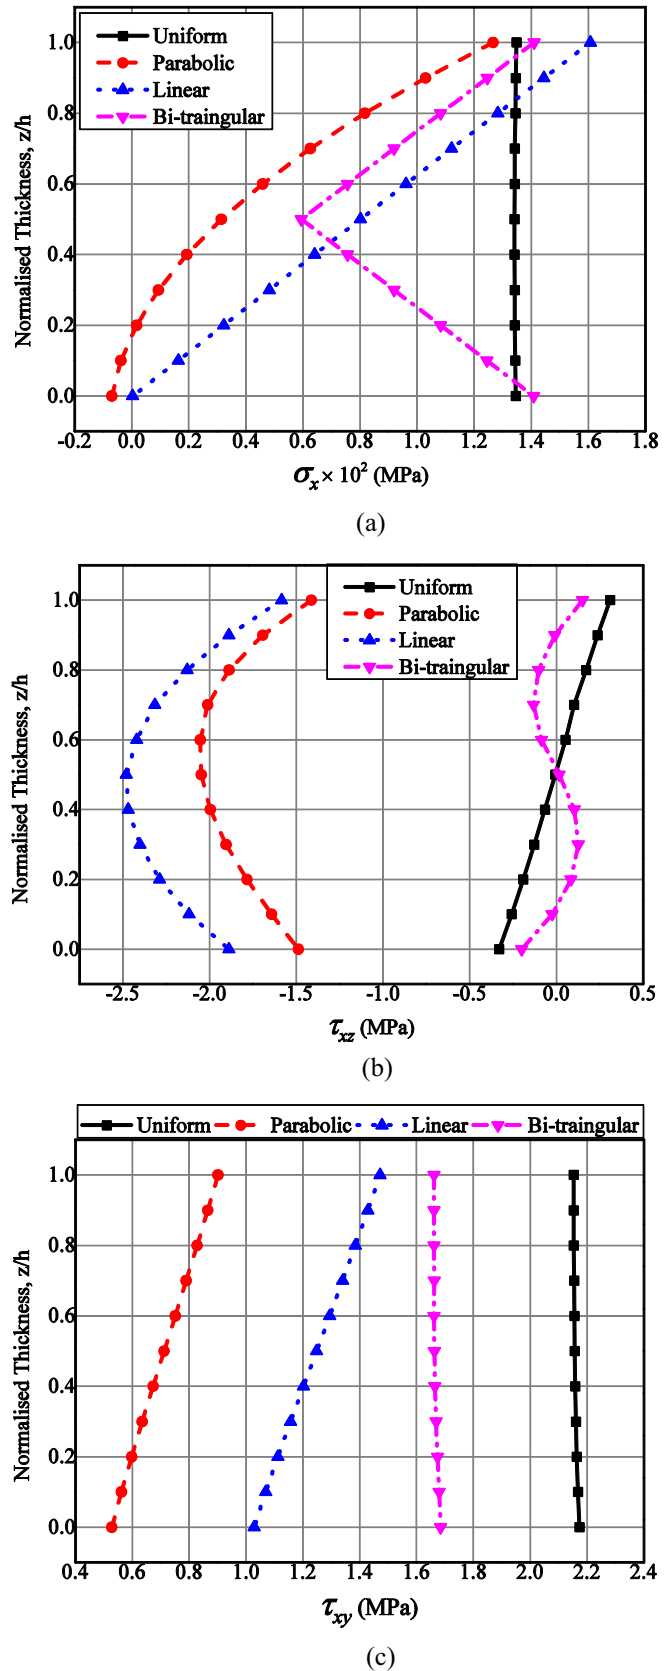 Uniform
Parabolic
Linear
Bi-traingular
1.0
0.8
0.6
0.4
0.2
0.0
Normalised Thickness, z/h
-0.2 0.0 0.2 0.4 0.6 0.8 1.0 1.2 1.4 1.6 1.8
σx × 10² (MPa)
(a)
Uniform
Parabolic
Linear
Bi-traingular
1.0
0.8
0.6
0.4
0.2
0.0
Normalised Thickness, z/h
-2.5 -2.0 -1.5 -1.0 -0.5 0.0 0.5
τxz (MPa)
(b)
Uniform Parabolic Linear Bi-traingular
1.0
0.8
0.6
0.4
0.2
0.0
Normalised Thickness, z/h
0.4 0.6 0.8 1.0 1.2 1.4 1.6 1.8 2.0 2.2 2.4
τxy (MPa)
(c)